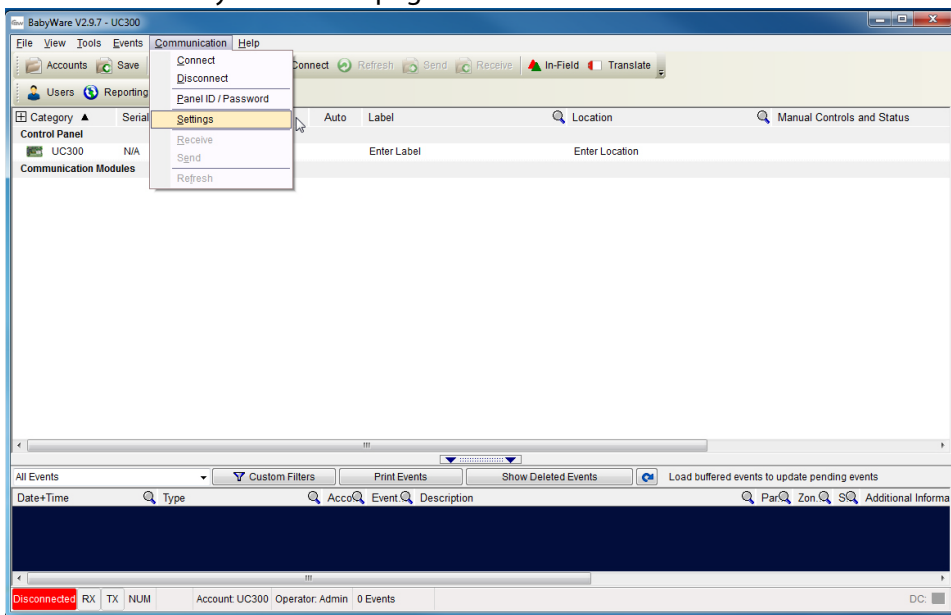 BabyWare V2.9.7 - UC300
File View Tools Events Communication Help
Accounts Save Connect Refresh Send Receive In-Field Translate
Connect
Disconnect
Users Reporting
Panel ID / Password
Category Serial Settings Auto Label Location Manual Controls and Status
Control Panel
Receive
UC300 N/A Enter Label Enter Location
Send
Communication Modules
Refresh
All Events Custom Filters Print Events Show Deleted Events Load buffered events to update pending events
Date+Time Type Acco Event. Description Par Zon. S Additional Informa
Disconnected RX TX NUM Account: UC300 Operator: Admin 0 Events DC: